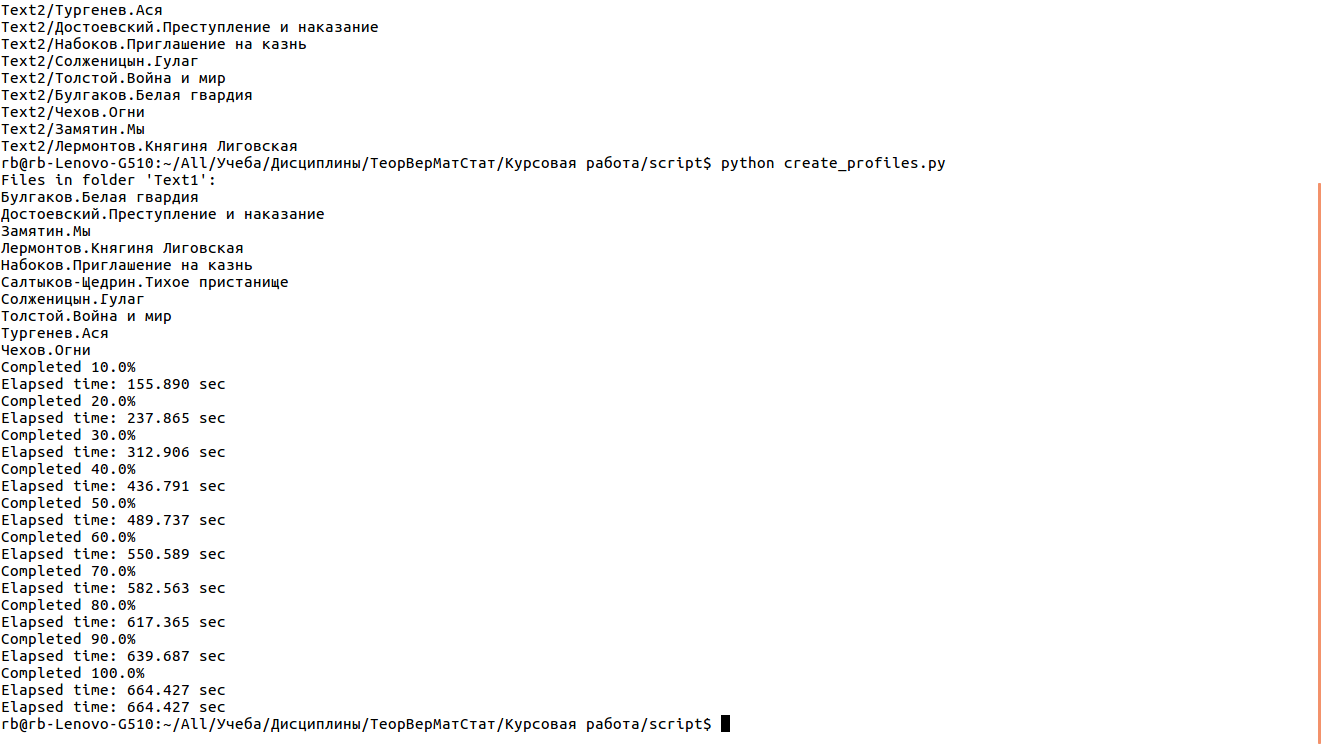 Text2/Тургенев.Ася
Text2/Достоевский.Преступление и наказание
Text2/Набоков.Приглашение на казнь
Text2/Солженицын.Гулаг
Text2/Толстой.Война и мир
Text2/Булгаков.Белая гвардия
Text2/Чехов.Огни
Text2/Замятин.Мы
Text2/Лермонтов.Княгиня Лиговская
rb@rb-Lenovo-G510:~/All/Учеба/Дисциплины/ТеорВерМатСтат/Курсовая работа/script$ python create_profiles.py
Files in folder 'Text1':
Булгаков.Белая гвардия
Достоевский.Преступление и наказание
Замятин.Мы
Лермонтов.Княгиня Лиговская
Набоков.Приглашение на казнь
Салтыков-Щедрин.Тихое пристанище
Солженицын.Гулаг
Толстой.Война и мир
Тургенев.Ася
Чехов.Огни
Completed 10.0%
Elapsed time: 155.890 sec
Completed 20.0%
Elapsed time: 237.865 sec
Completed 30.0%
Elapsed time: 312.906 sec
Completed 40.0%
Elapsed time: 436.791 sec
Completed 50.0%
Elapsed time: 489.737 sec
Completed 60.0%
Elapsed time: 550.589 sec
Completed 70.0%
Elapsed time: 582.563 sec
Completed 80.0%
Elapsed time: 617.365 sec
Completed 90.0%
Elapsed time: 639.687 sec
Completed 100.0%
Elapsed time: 664.427 sec
Elapsed time: 664.427 sec
rb@rb-Lenovo-G510:~/All/Учеба/Дисциплины/ТеорВерМатСтат/Курсовая работа/script$